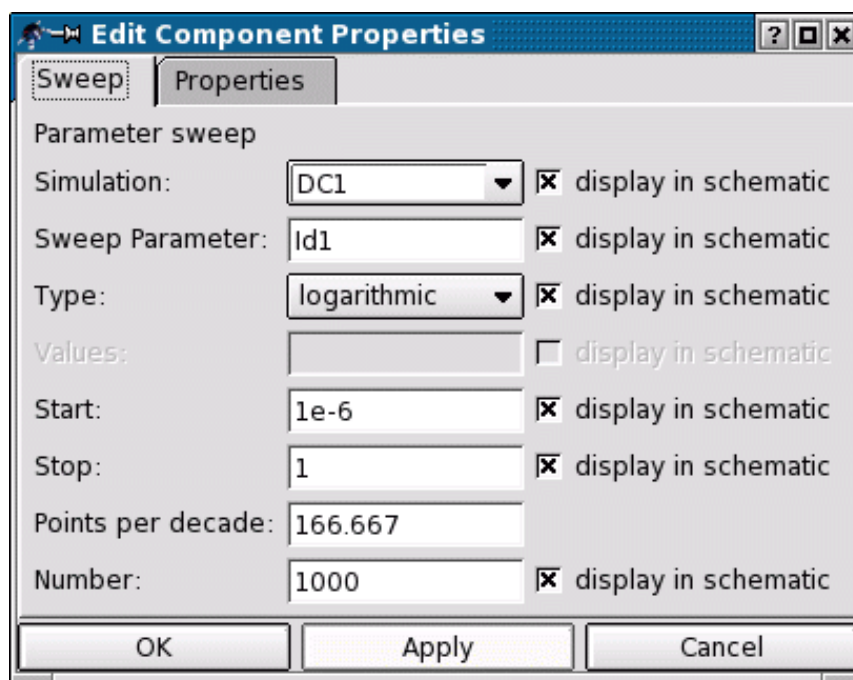 Edit Component Properties
Sweep Properties
Parameter sweep
Simulation: DC1 display in schematic
Sweep Parameter: Id1 display in schematic
Type: logarithmic display in schematic
Values: display in schematic
Start: 1e-6 display in schematic
Stop: 1 display in schematic
Points per decade: 166.667
Number: 1000 display in schematic
OK Apply Cancel